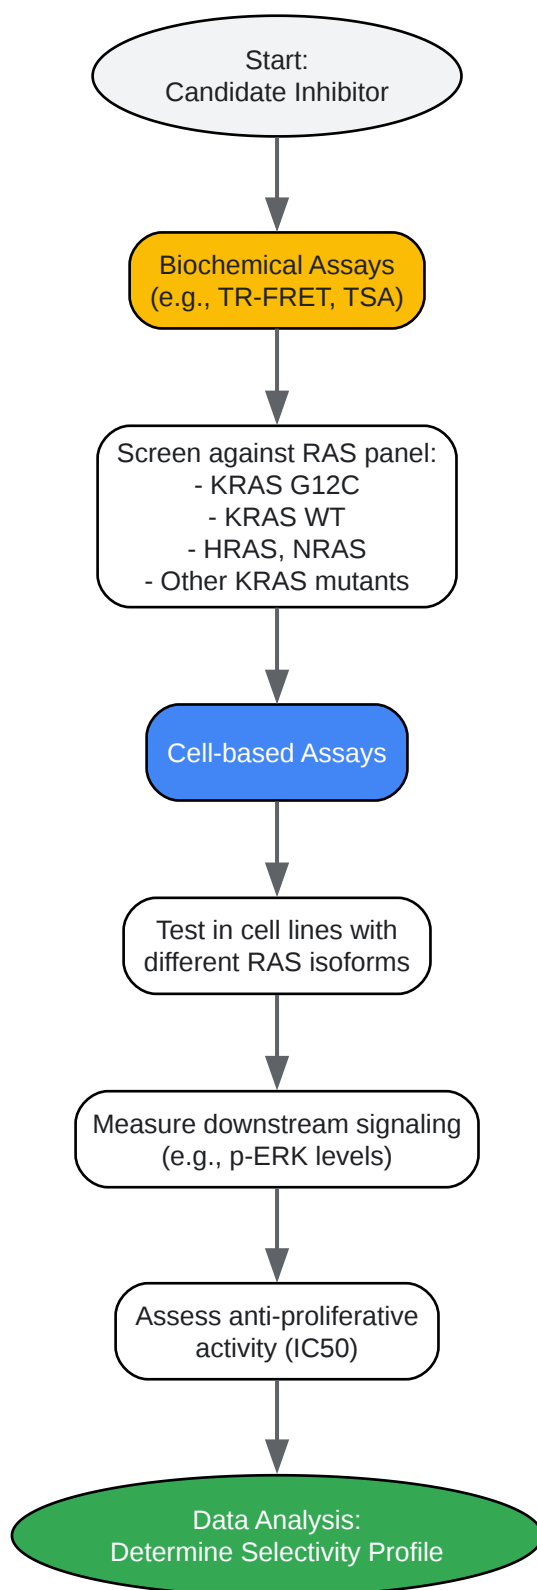 Start:
Candidate Inhibitor
Biochemical Assays
(e.g., TR-FRET, TSA)
Screen against RAS panel:
- KRAS G12C
- KRAS WT
- HRAS, NRAS
- Other KRAS mutants
Cell-based Assays
Test in cell lines with
different RAS isoforms
Measure downstream signaling
(e.g., p-ERK levels)
Assess anti-proliferative
activity (IC50)
Data Analysis:
Determine Selectivity Profile